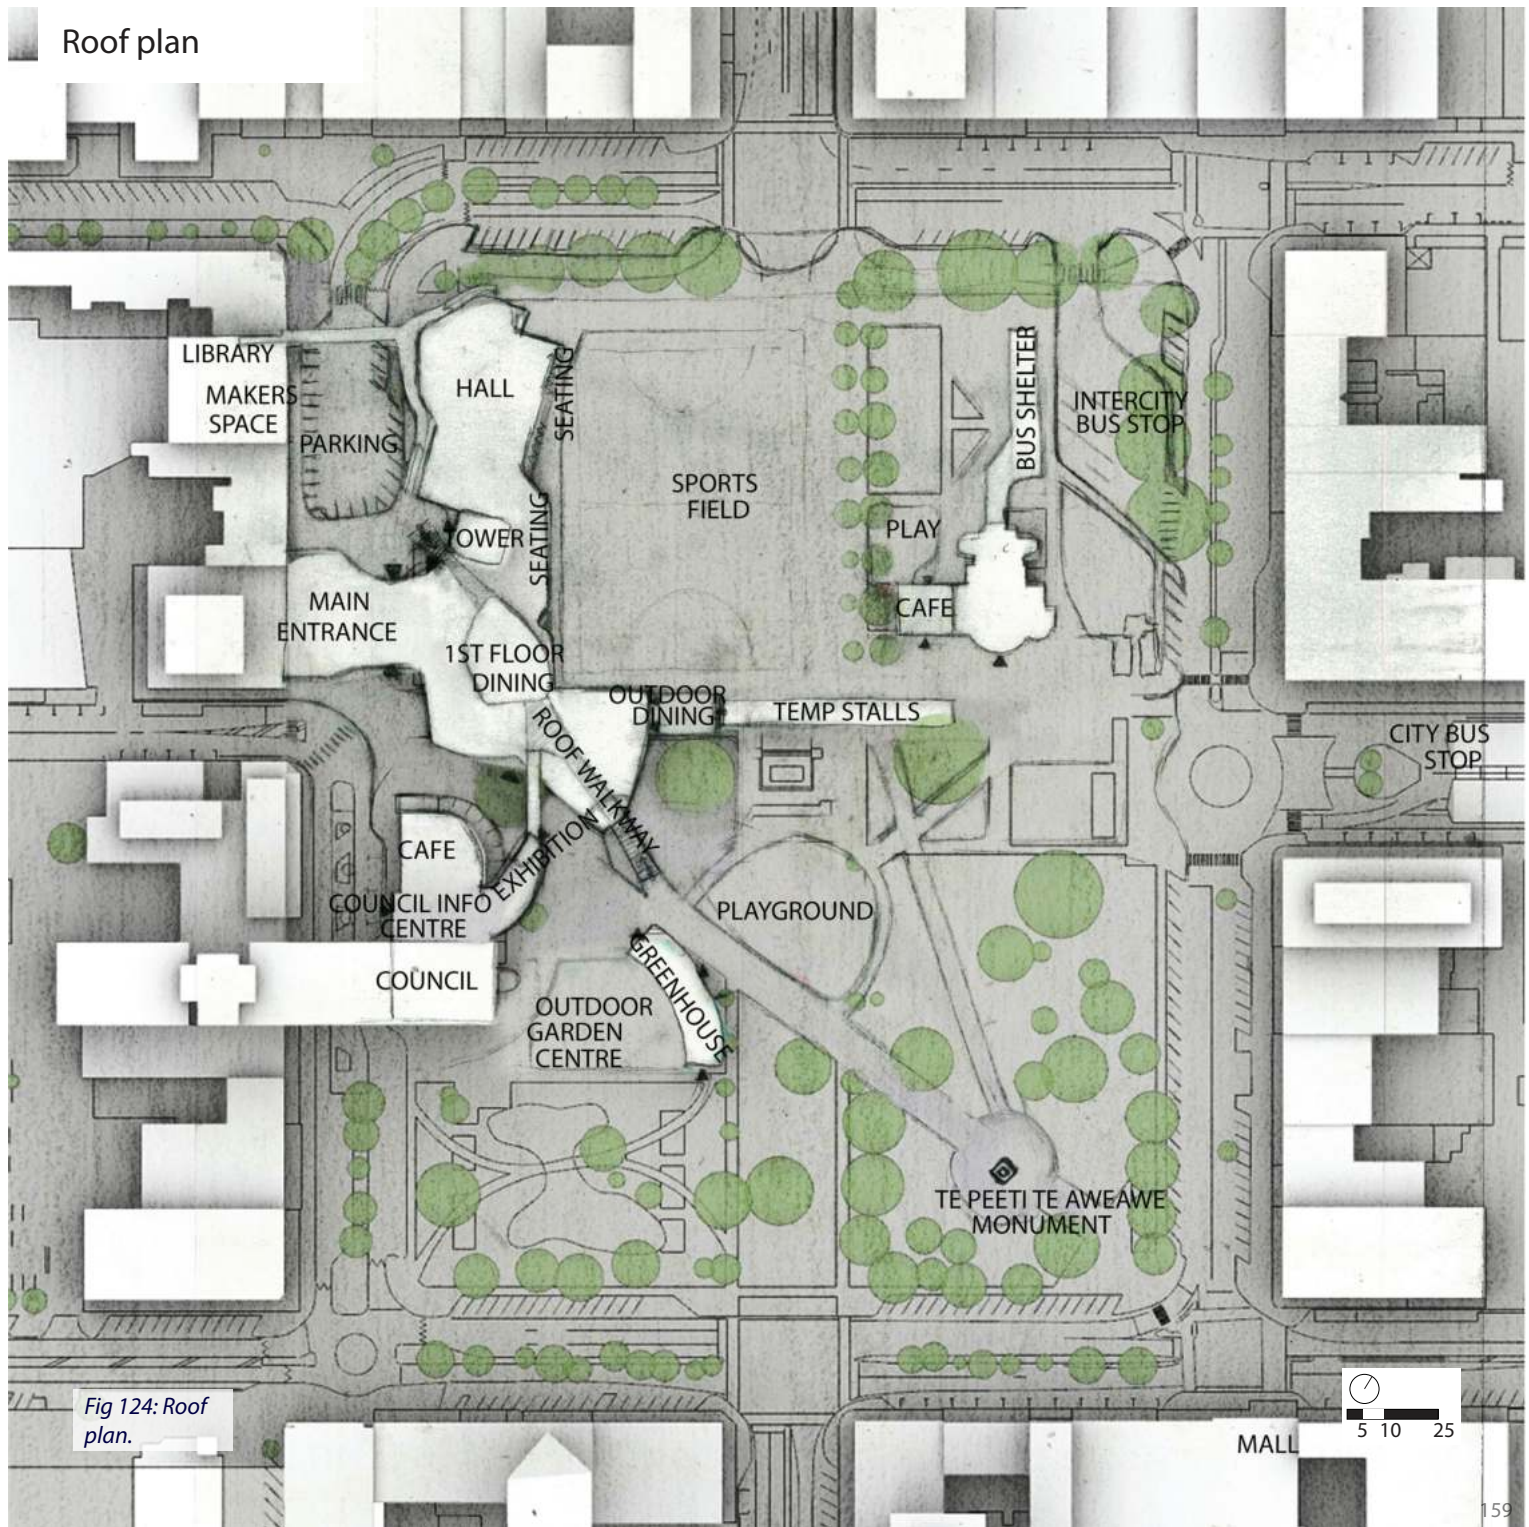 Roof plan
LIBRARY
MAKERS
SPACE
PARKING
HALL
SEATING
SPORTS
FIELD
BUS SHELTER
INTERCITY
BUS STOP
TOWER
SEATING
PLAY
CAFE
MAIN
ENTRANCE
1ST FLOOR
DINING
OUTDOOR
DINING
TEMP STALLS
ROOF WALKWAY
CITY BUS
STOP
CAFE
EXHIBITION
COUNCIL INFO
CENTRE
COUNCIL
PLAYGROUND
GREENHOUSE
OUTDOOR
GARDEN
CENTRE
TE PEETI TE AWEAWE
MONUMENT
Fig 124: Roof
plan.
5 10 25
MALL
159